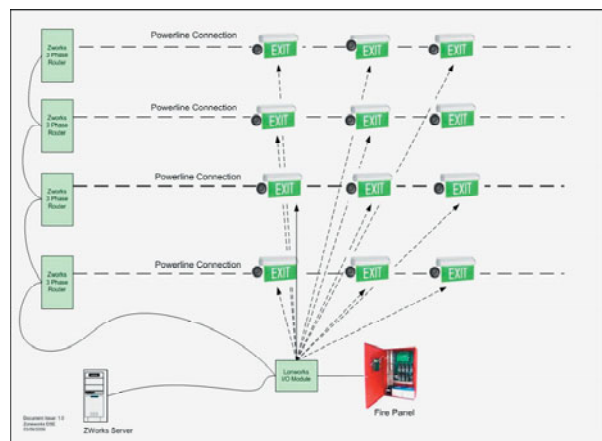 Powerline Connection
EXIT EXIT EXIT
Zworks
3 Phase
Router
Powerline Connection
EXIT EXIT EXIT
Zworks
3 Phase
Router
Powerline Connection
EXIT EXIT EXIT
Zworks
3 Phase
Router
Powerline Connection
EXIT EXIT EXIT
Zworks
3 Phase
Router
Lonworks
I/O Module
Fire Panel
ZWorks Server
Document Issue: 1.0
Zoneworks